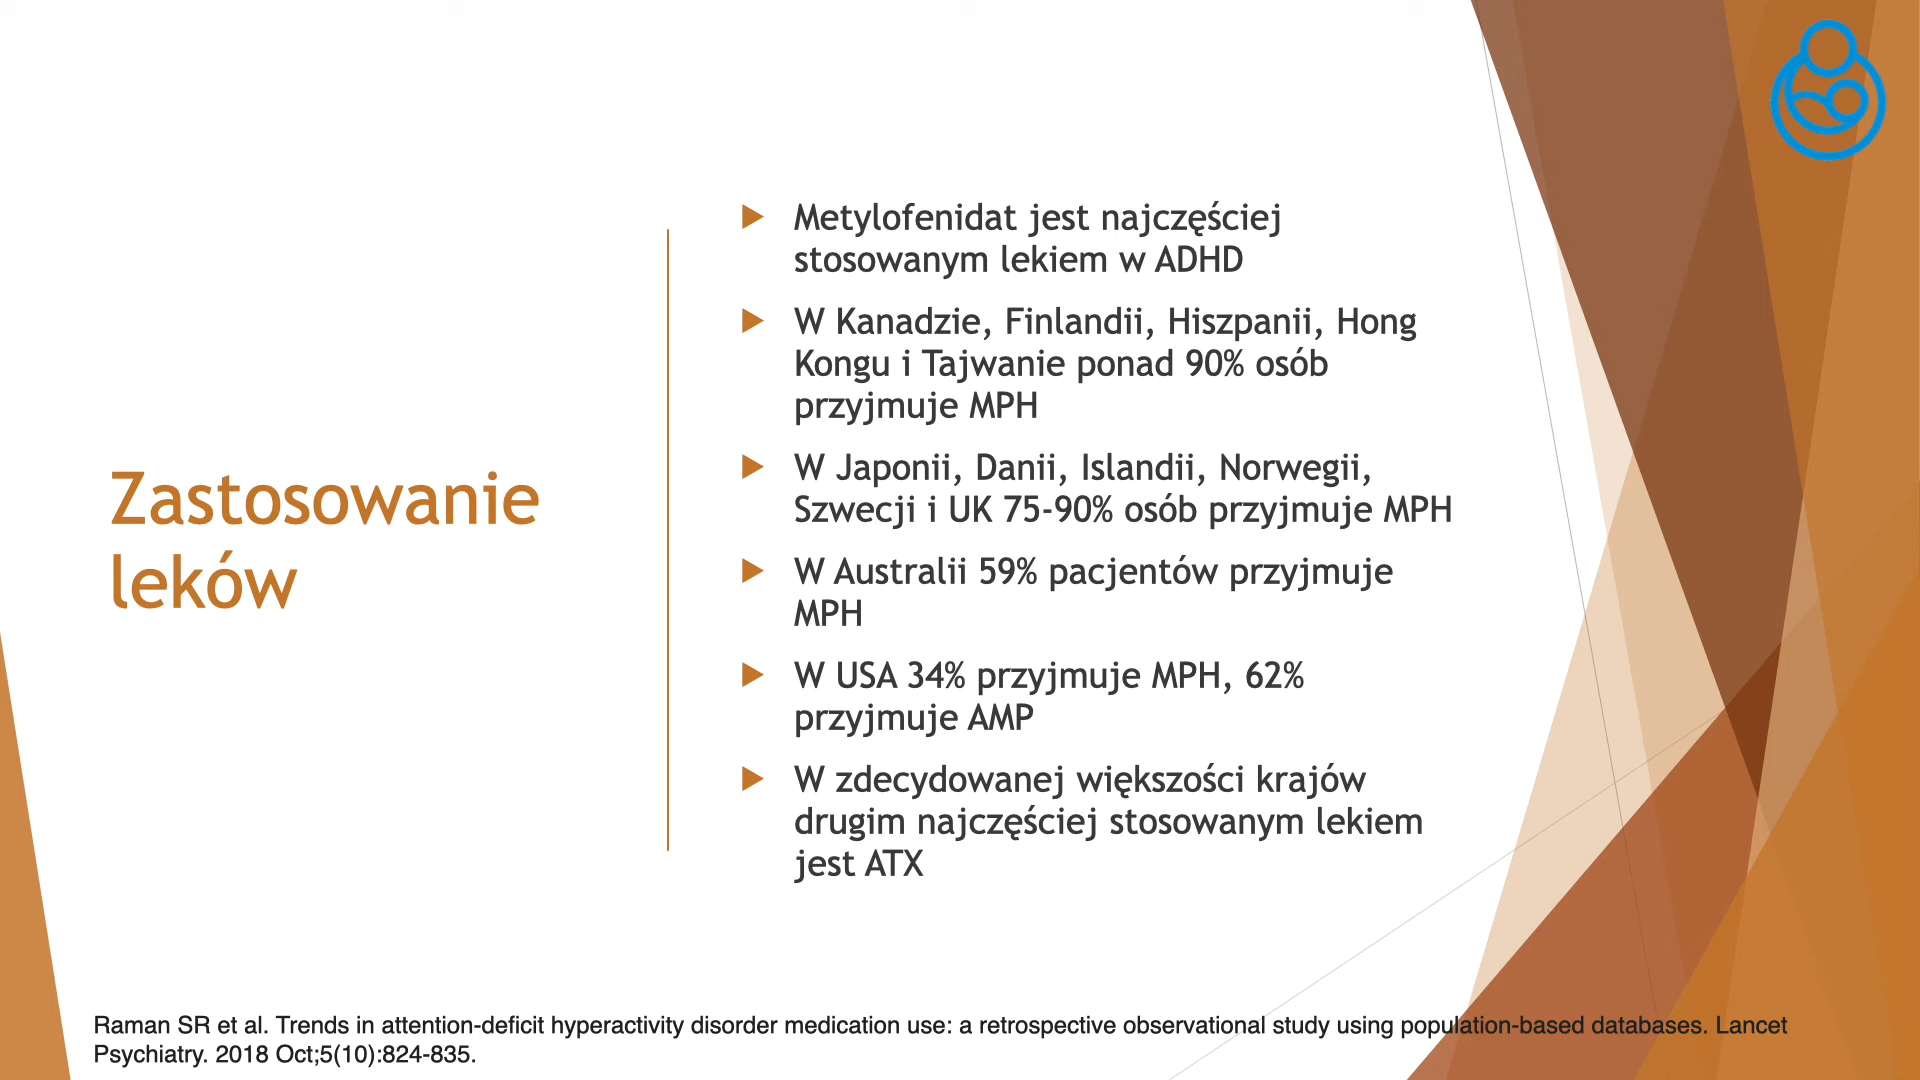 Zastosowanie
leków
Metylofenidat jest najczęściej
stosowanym lekiem w ADHD
W Kanadzie, Finlandii, Hiszpanii, Hong
Kongu i Tajwanie ponad 90% osób
przyjmuje MPH
W Japonii, Danii, Islandii, Norwegii,
Szwecji i UK 75-90% osób przyjmuje MPH
W Australii 59% pacjentów przyjmuje
MPH
W USA 34% przyjmuje MPH, 62%
przyjmuje AMP
W zdecydowanej większości krajów
drugim najczęściej stosowanym lekiem
jest ATX
Raman SR et al. Trends in attention-deficit hyperactivity disorder medication use: a retrospective observational study using population-based databases. Lancet
Psychiatry. 2018 Oct;5(10):824-835.